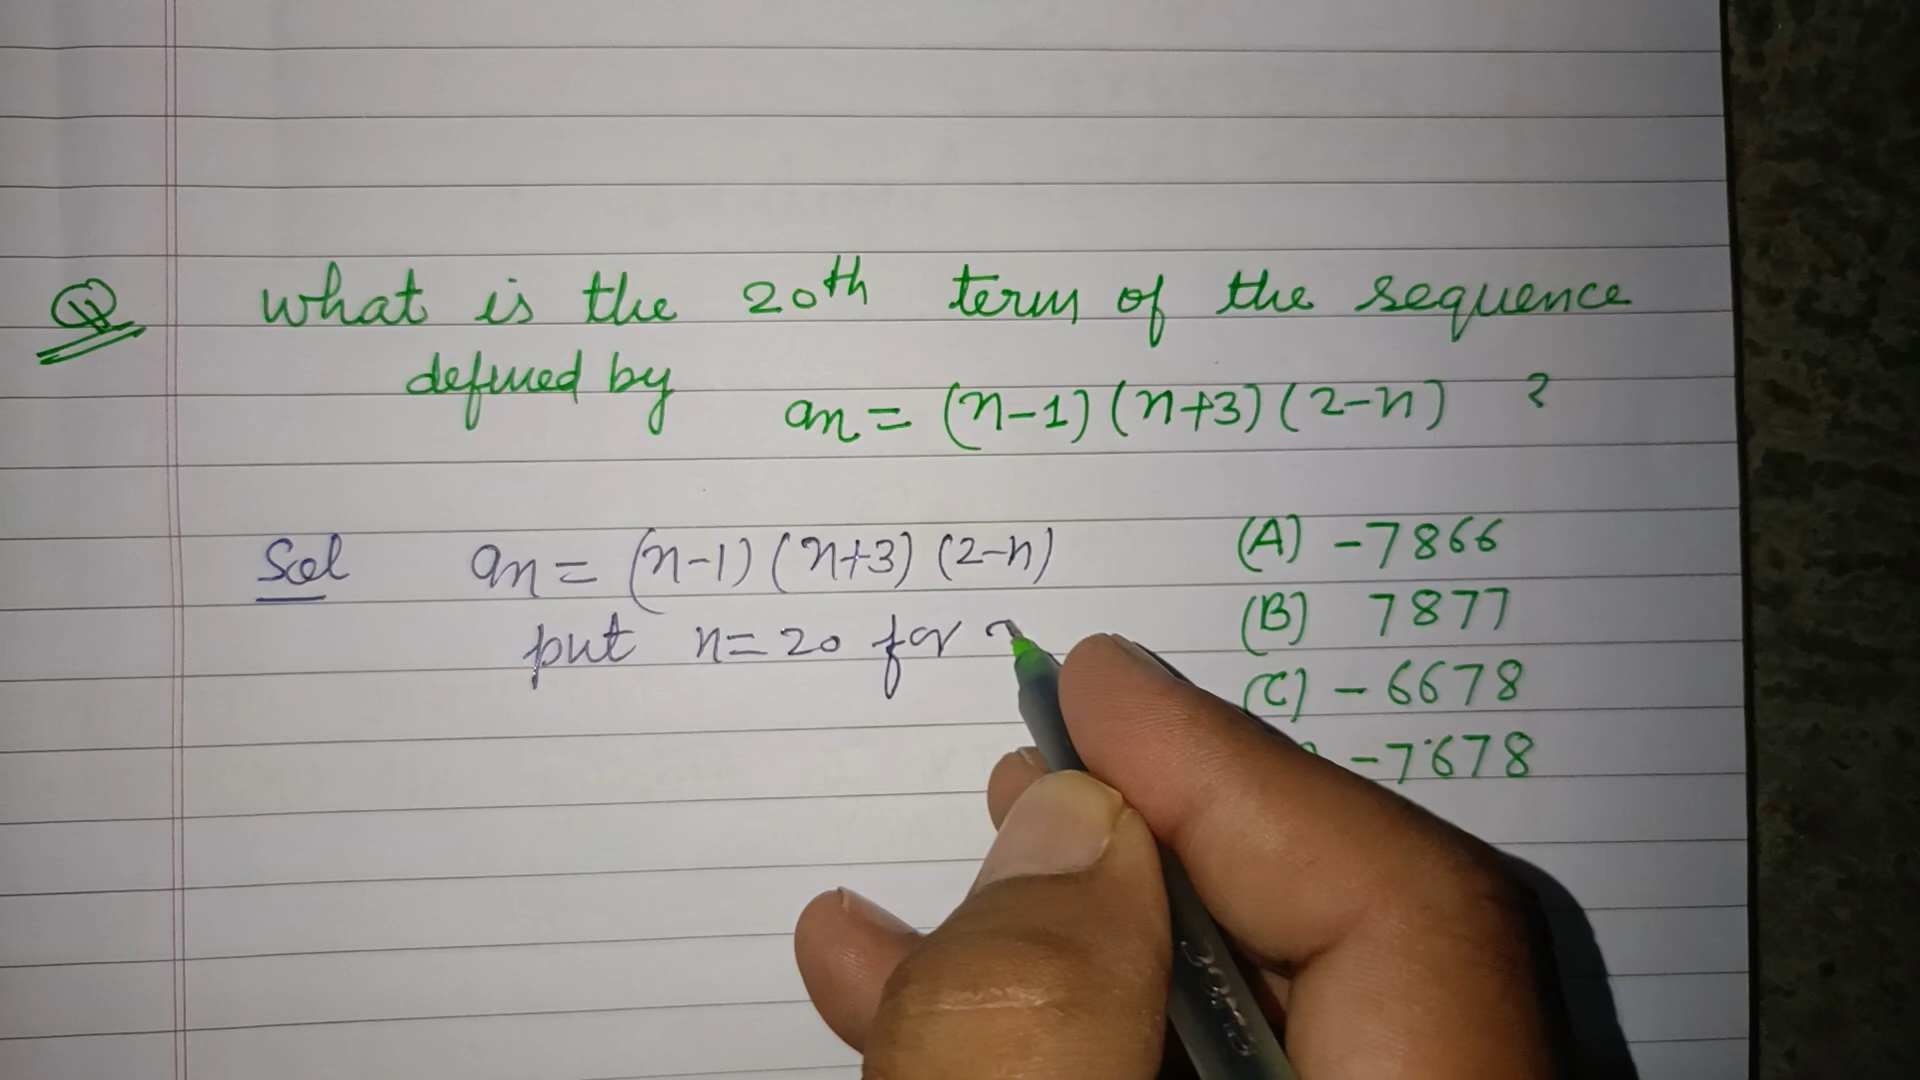 Q What is the 20th term of the sequence
defined by an = (n-1) (n+3) (2-n) ?
Sol an = (n-1) (n+3) (2-n)
put n = 20 for
(A) -7866
(B) 7877
(C) -6678
-7678